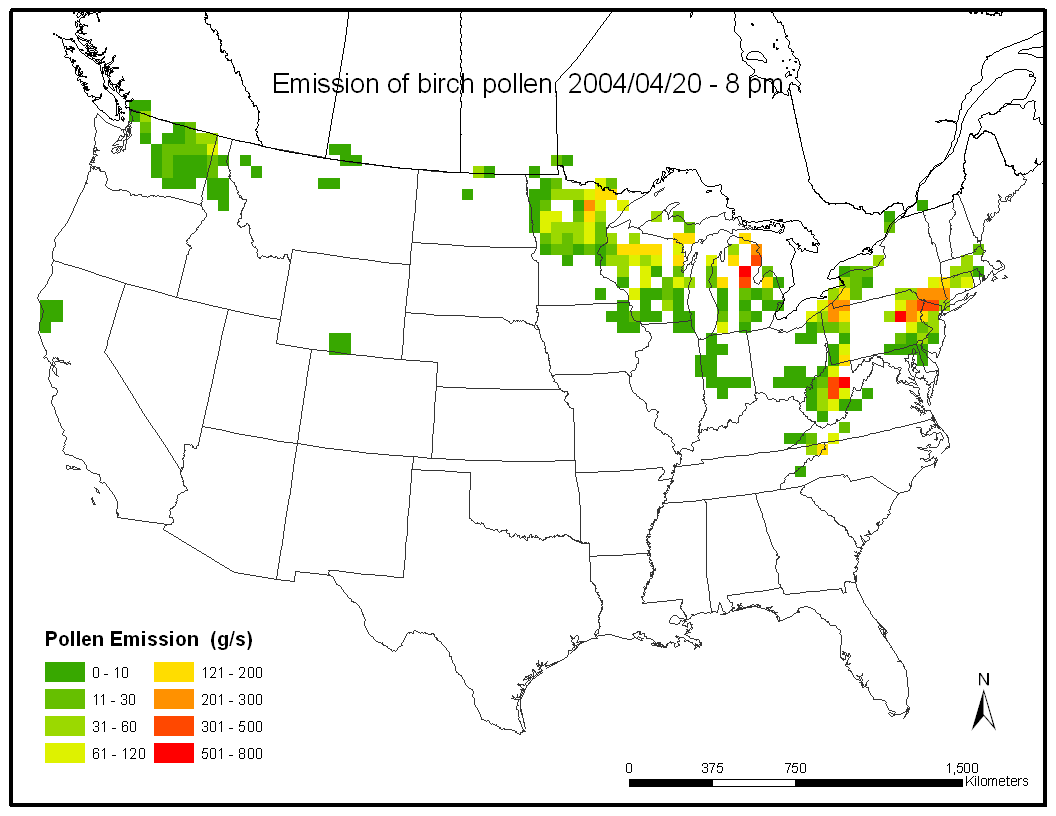 Emission of birch pollen, 2004/04/20 - 8 pm
Pollen Emission (g/s)
0 - 10
121 - 200
11 - 30
201 - 300
31 - 60
301 - 500
61 - 120
501 - 800
N
0 375 750 1,500
Kilometers